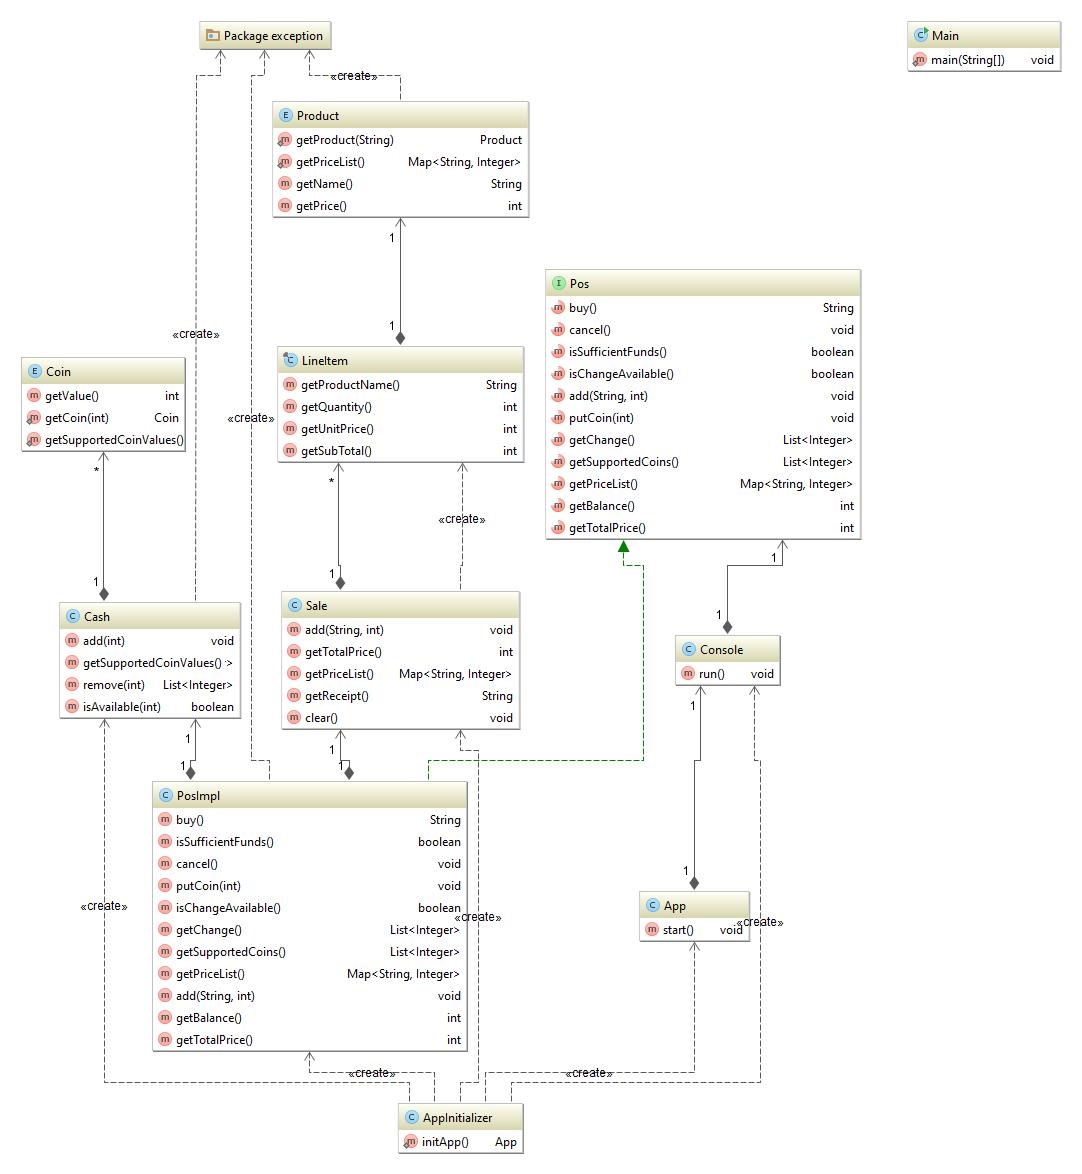 Package exception
Main
main(String[]) void
«create»
Product
getProduct(String) Product
getPriceList() Map<String, Integer>
getName() String
getPrice() int
1
1
Pos
buy() String
cancel() void
isSufficientFunds() boolean
isChangeAvailable() boolean
add(String, int) void
putCoin(int) void
getChange() List<Integer>
getSupportedCoins() List<Integer>
getPriceList() Map<String, Integer>
getBalance() int
getTotalPrice() int
«create»
«create»
LineItem
getProductName() String
getQuantity() int
getUnitPrice() int
getSubTotal() int
Coin
getValue() int
getCoin(int) Coin
getSupportedCoinValues()
*
1
*
1
«create»
1
1
Cash
add(int) void
getSupportedCoinValues() >
remove(int) List<Integer>
isAvailable(int) boolean
Sale
add(String, int) void
getTotalPrice() int
getPriceList() Map<String, Integer>
getReceipt() String
clear() void
Console
run() void
1
1
1
1
1
1
PosImpl
buy() String
isSufficientFunds() boolean
cancel() void
putCoin(int) void
isChangeAvailable() boolean
getChange() List<Integer>
getSupportedCoins() List<Integer>
getPriceList() Map<String, Integer>
add(String, int) void
getBalance() int
getTotalPrice() int
«create»
«create»
App
start() void
«create»
«create»
«create»
AppInitializer
initApp() App